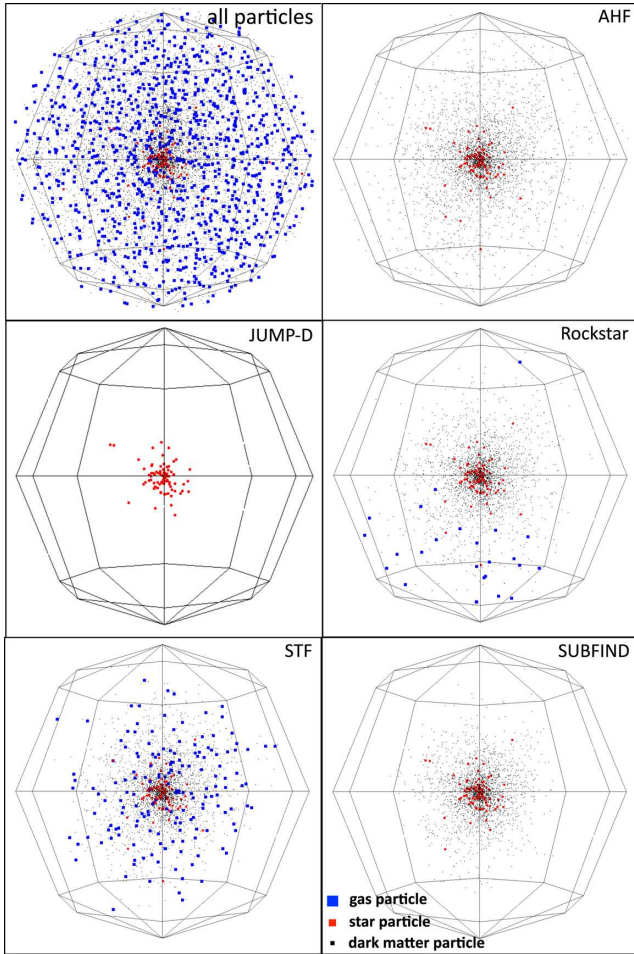 all particles
AHF
JUMP-D
Rockstar
STF
SUBFIND
gas particle
star particle
dark matter particle